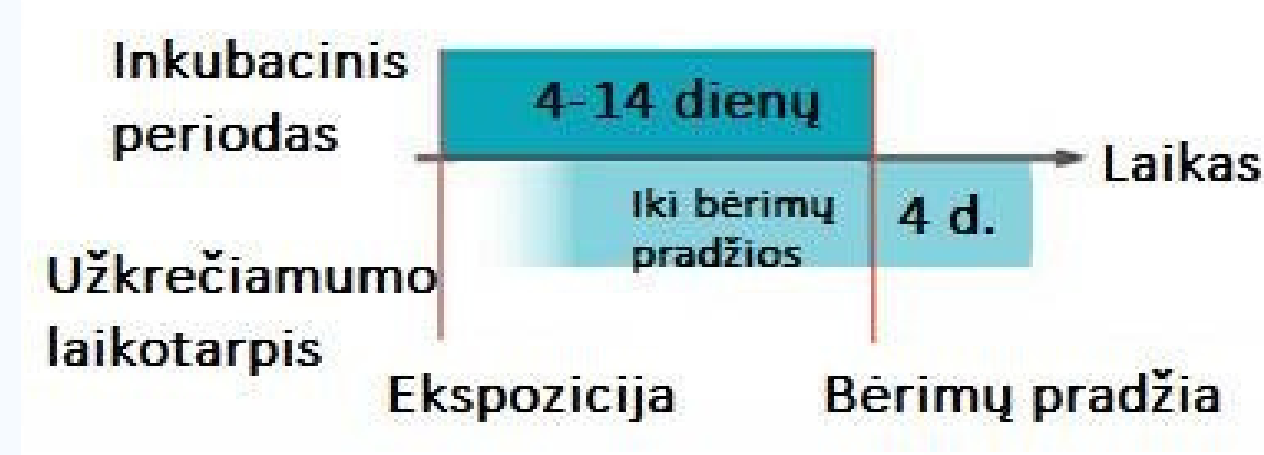 Inkubacinis
periodas
4-14 dienų
Laikas
Iki bėrimų
pradžios
4 d.
Užkrečiamumo
laikotarpis
Ekspozicija
Bėrimų pradžia